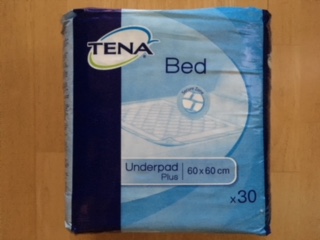 TENA®
Bed
Underpad
Plus
60 x 60 cm
x30